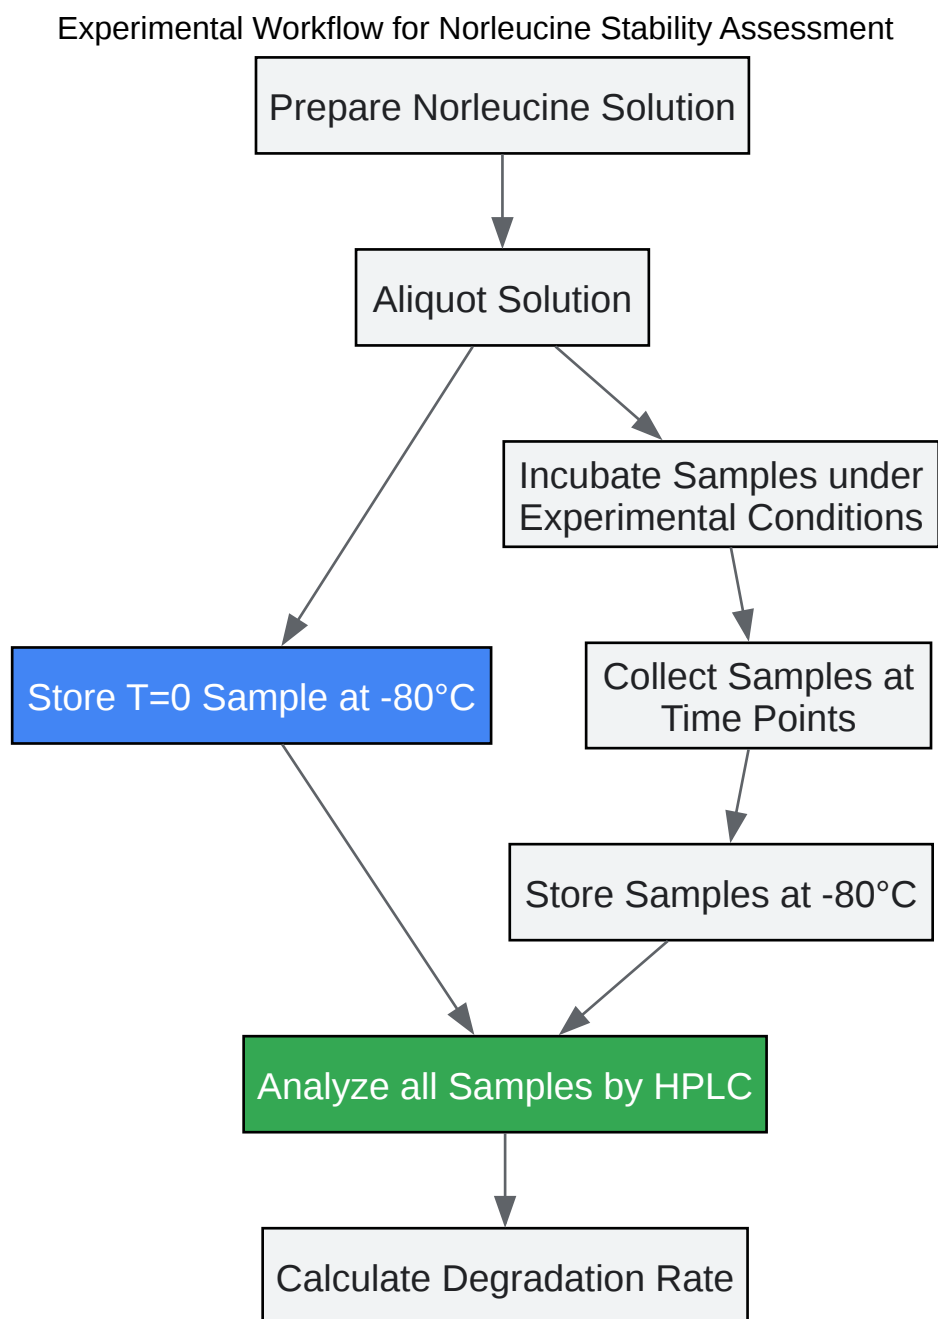 Experimental Workflow for Norleucine Stability Assessment
Prepare Norleucine Solution
Aliquot Solution
Incubate Samples under
Experimental Conditions
Store T=0 Sample at -80°C
Collect Samples at
Time Points
Store Samples at -80°C
Analyze all Samples by HPLC
Calculate Degradation Rate